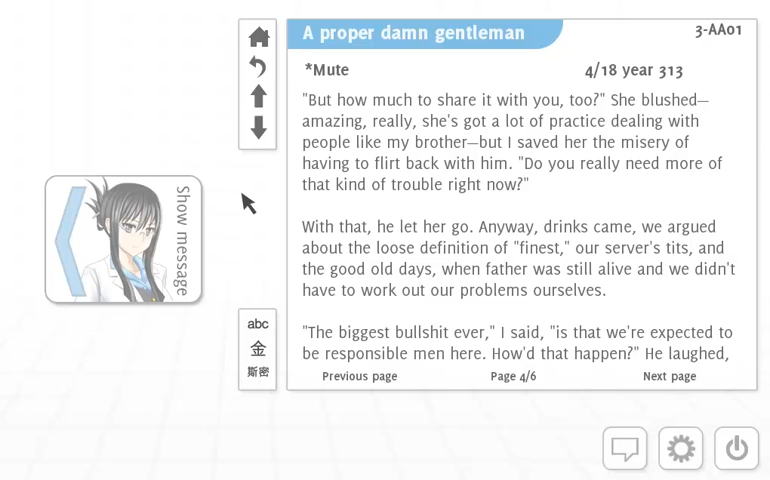 A proper damn gentleman
3-AA01
*Mute
4/18 year 313
"But how much to share it with you, too?" She blushed—
amazing, really, she's got a lot of practice dealing with
people like my brother—but I saved her the misery of
having to flirt back with him. "Do you really need more of
that kind of trouble right now?"
With that, he let her go. Anyway, drinks came, we argued
about the loose definition of "finest," our server's tits, and
the good old days, when father was still alive and we didn't
have to work out our problems ourselves.
"The biggest bullshit ever," I said, "is that we're expected to
be responsible men here. How'd that happen?" He laughed,
Previous page
Page 4/6
Next page
Show message
abc
金
斯密